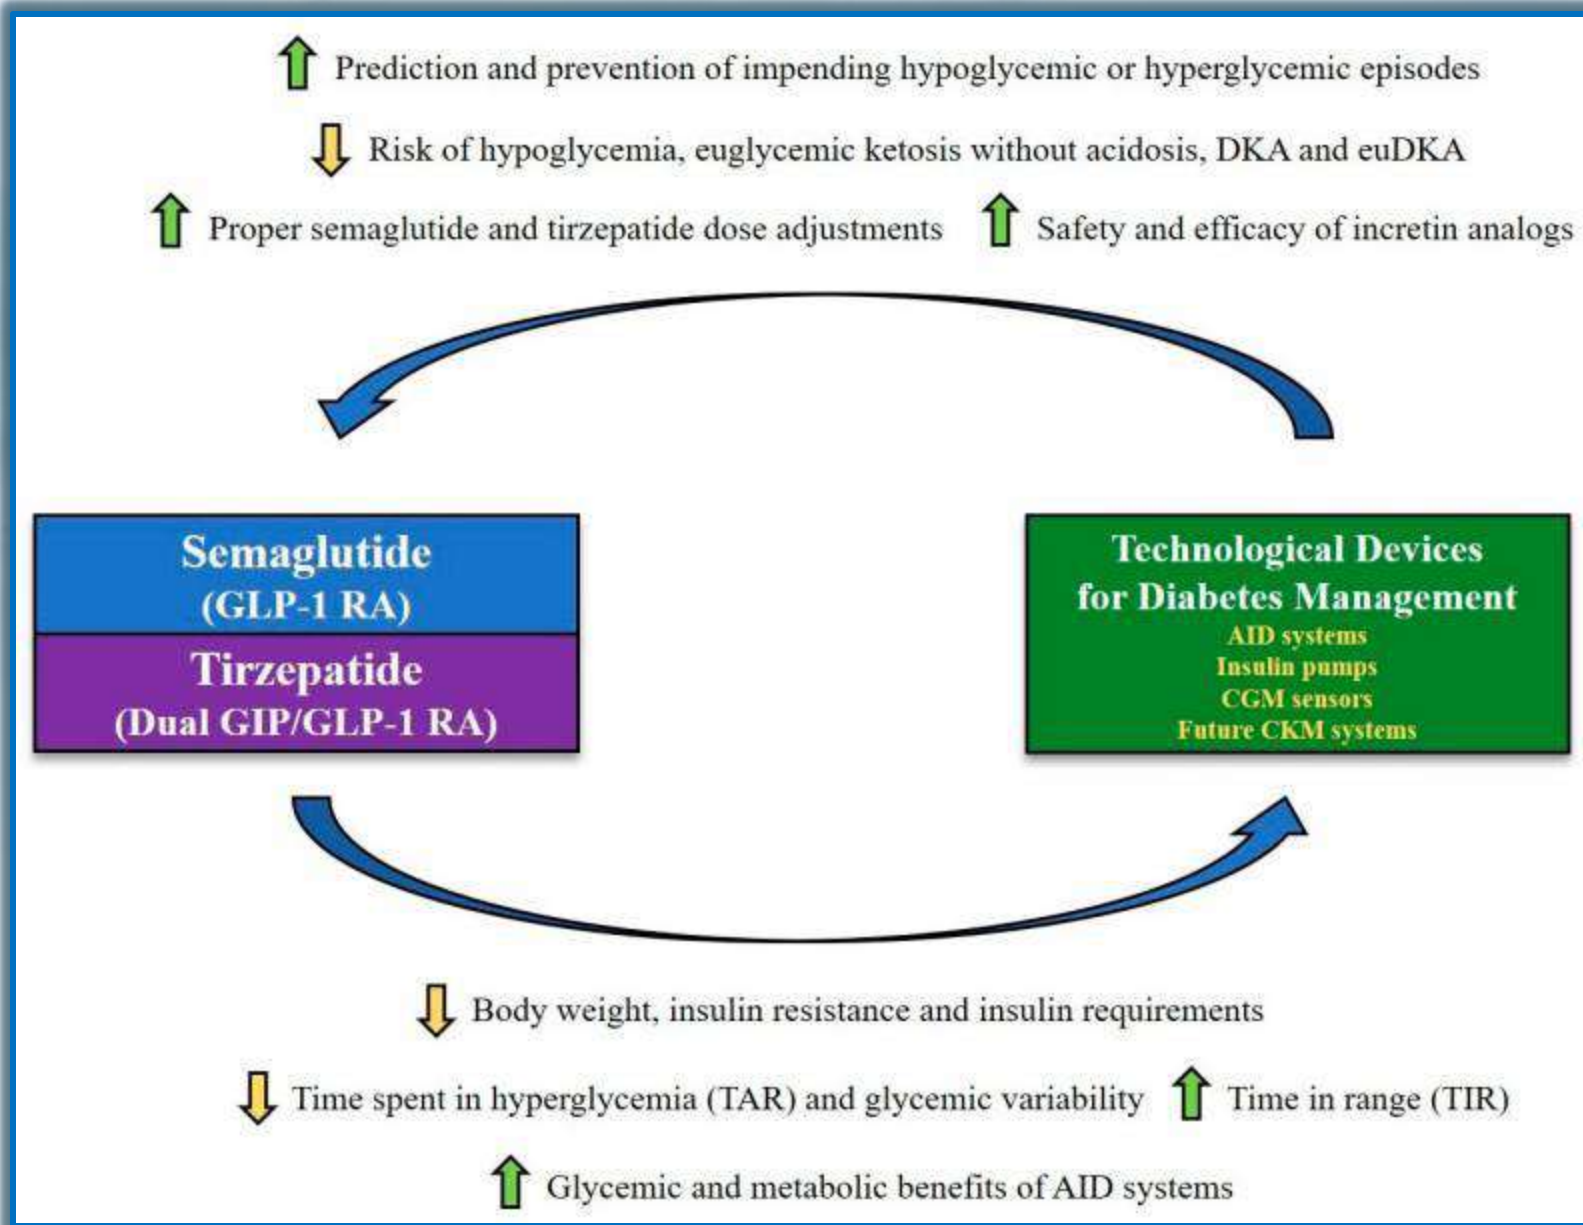 Prediction and prevention of impending hypoglycemic or hyperglycemic episodes
Risk of hypoglycemia, euglycemic ketosis without acidosis, DKA and euDKA
Proper semaglutide and tirzepatide dose adjustments
Safety and efficacy of incretin analogs
Semaglutide
(GLP-1 RA)
Tirzepatide
(Dual GIP/GLP-1 RA)
Technological Devices
for Diabetes Management
AID systems
Insulin pumps
CGM sensors
Future CKM systems
Body weight, insulin resistance and insulin requirements
Time spent in hyperglycemia (TAR) and glycemic variability
Time in range (TIR)
Glycemic and metabolic benefits of AID systems